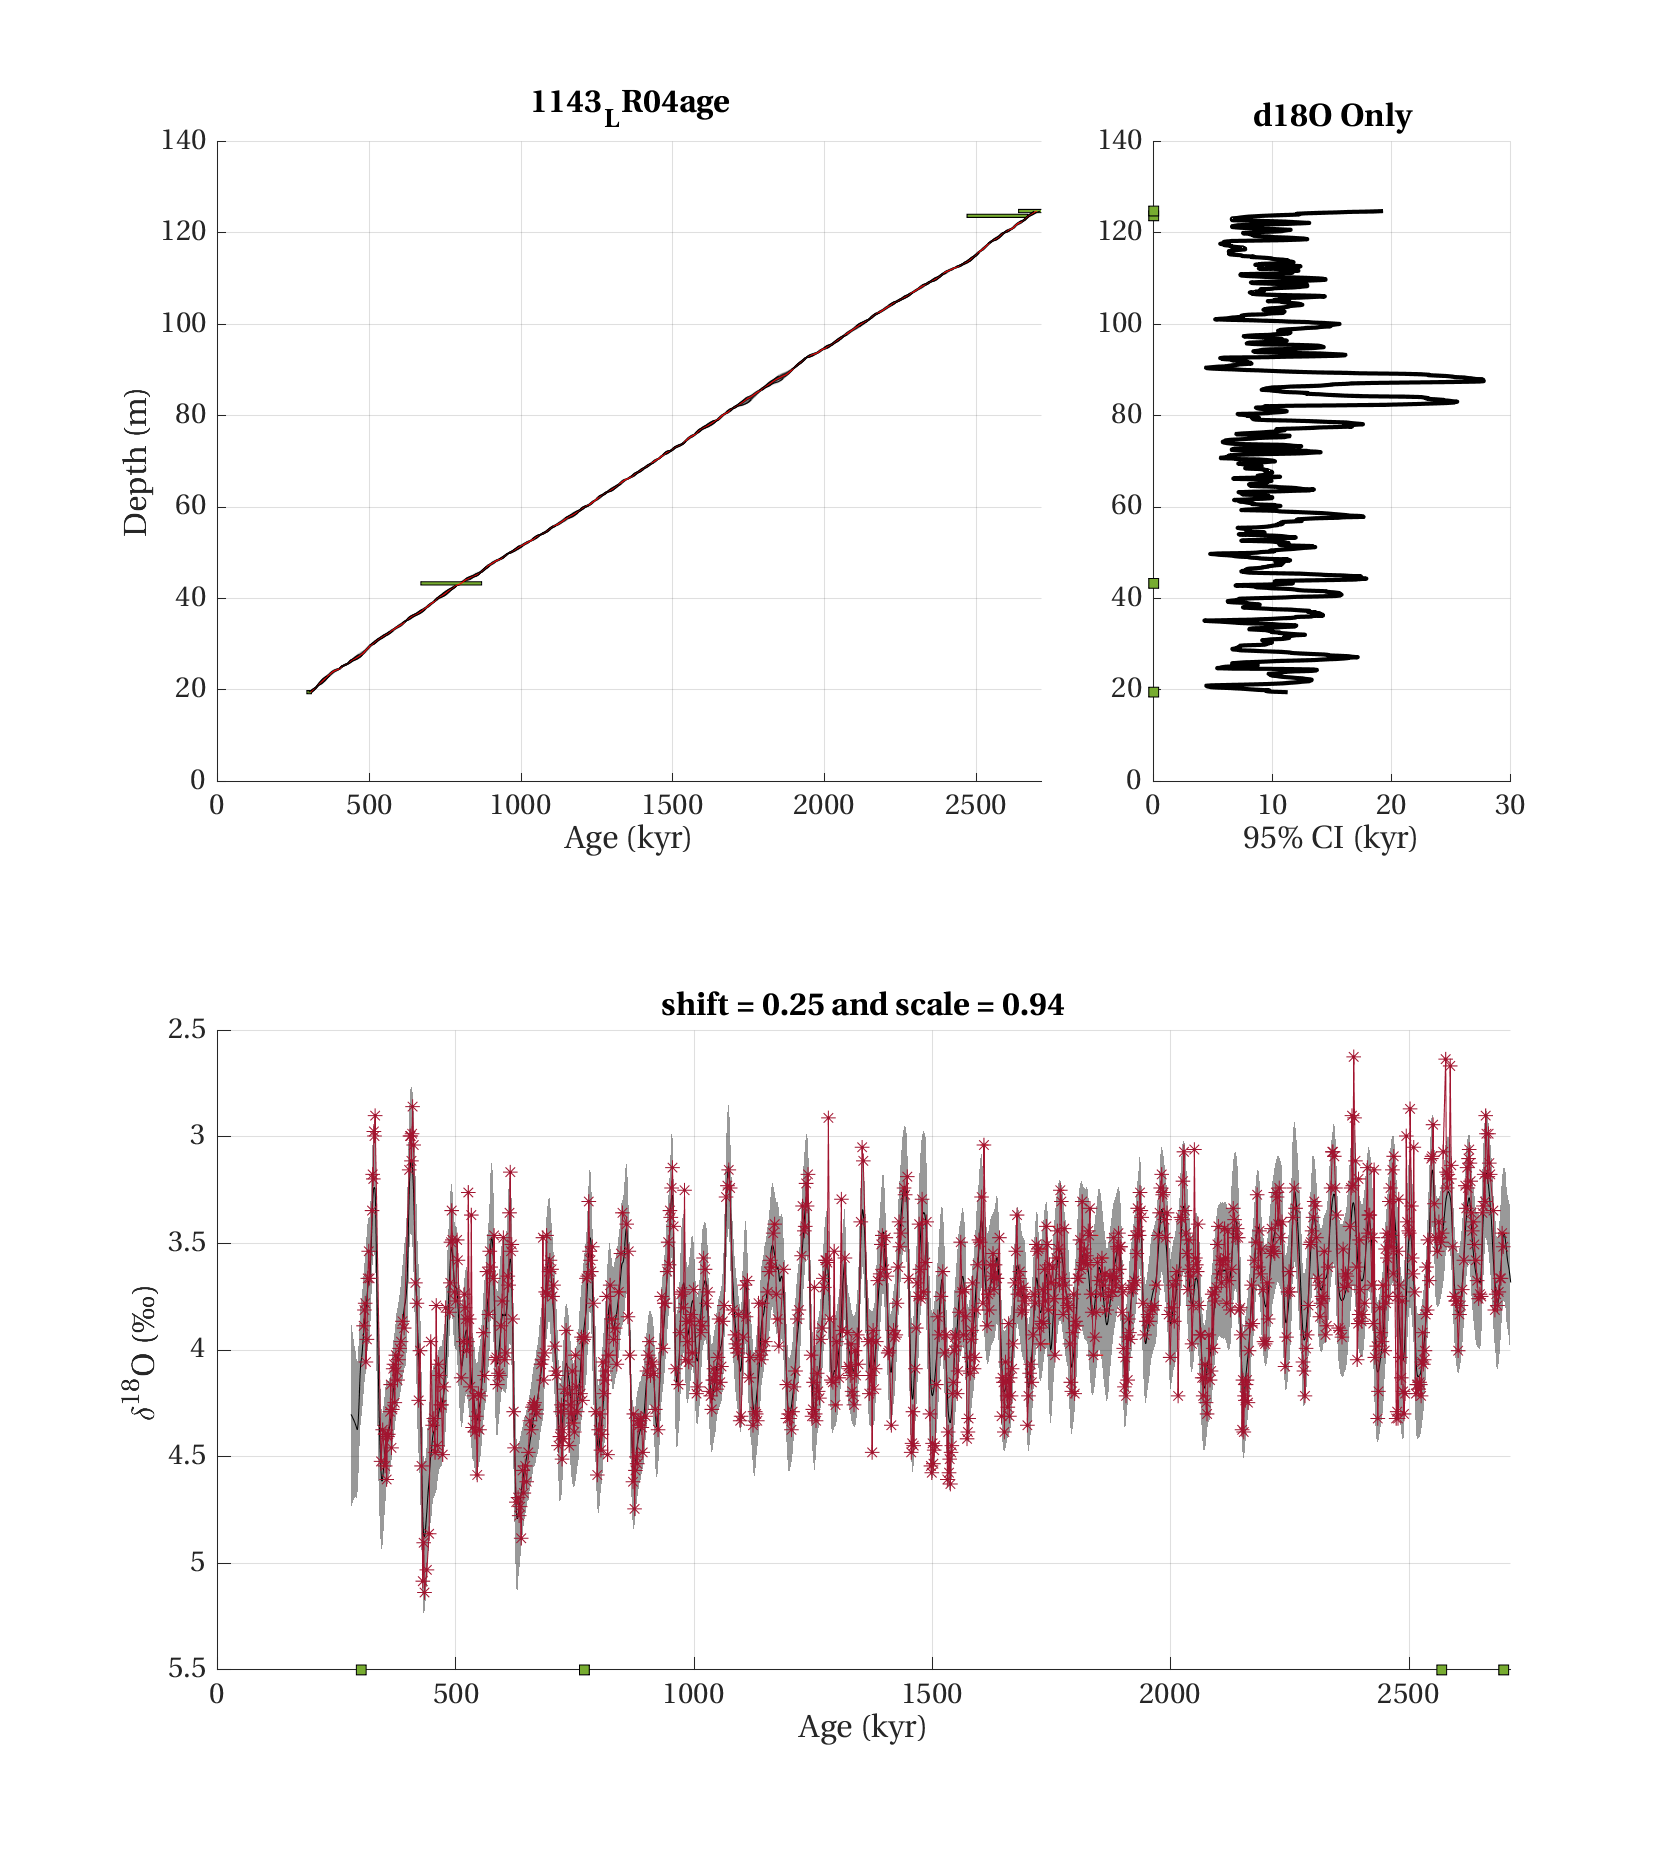 1143LR04age
d18O Only
140
120
100
80
60
40
20
0
Depth (m)
0 500 1000 1500 2000 2500
Age (kyr)
140
120
100
80
60
40
20
0
0 10 20 30
95% CI (kyr)
shift = 0.25 and scale = 0.94
2.5
3
3.5
4
4.5
5
5.5
δ18O (‰)
0 500 1000 1500 2000 2500
Age (kyr)